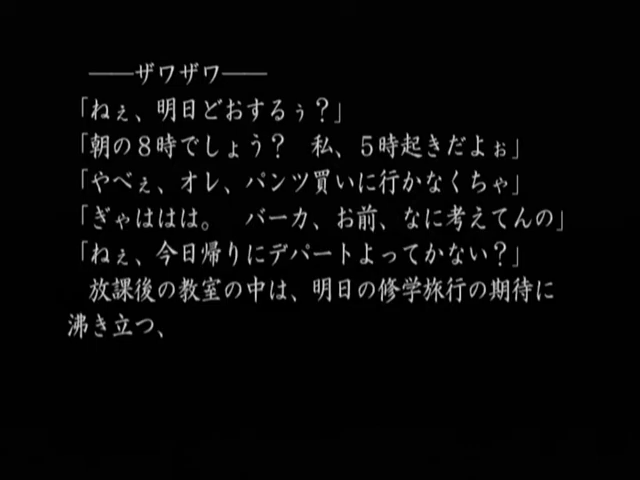 ――ザワザワ――
「ねぇ、明日どおするぅ？」
「朝の８時でしょう？　私、５時起きだよぉ」
「やべぇ、オレ、パンツ買いに行かなくちゃ」
「ぎゃははは。　バーカ、お前、なに考えてんの」
「ねぇ、今日帰りにデパートよってかない？」
　放課後の教室の中は、明日の修学旅行の期待に
沸き立つ、